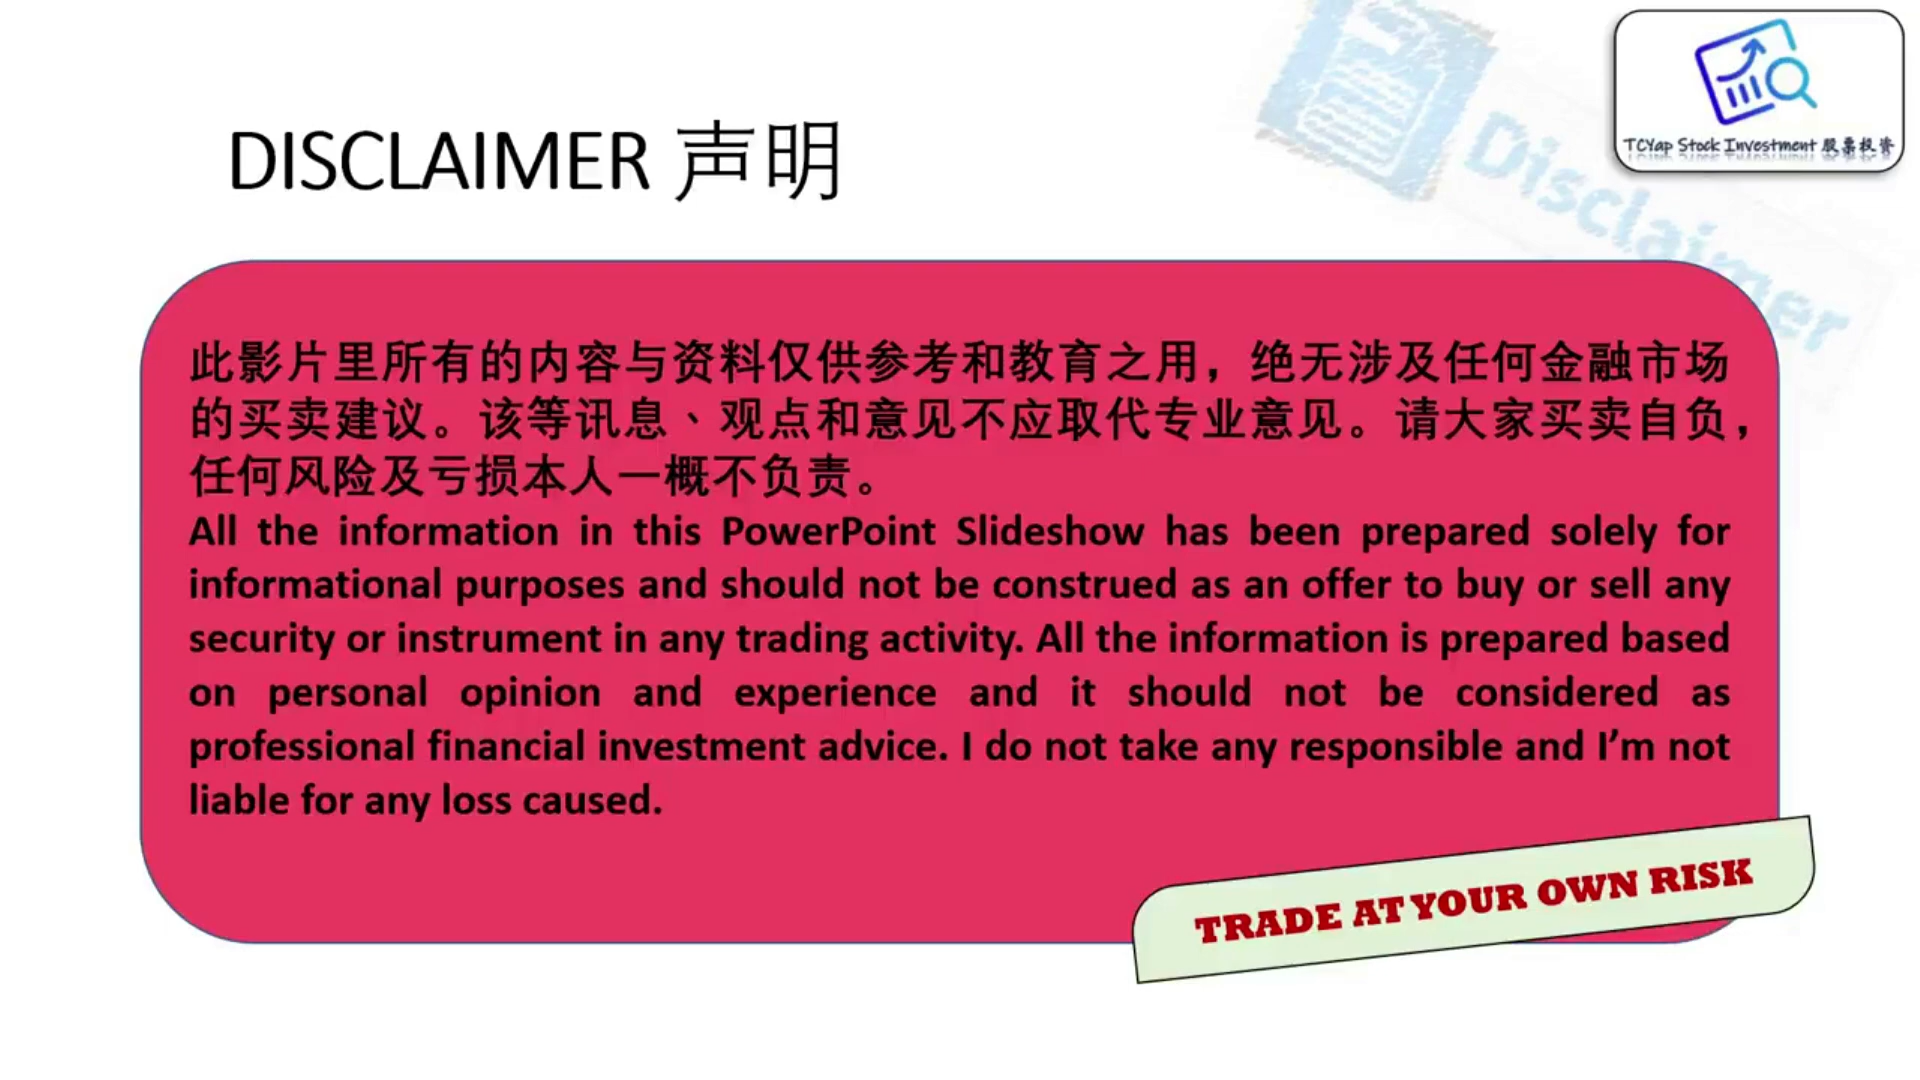 DISCLAIMER 声明
Disclaimer
TCYap Stock Investment 股票投资
此影片里所有的内容与资料仅供参考和教育之用，绝无涉及任何金融市场
的买卖建议。该等讯息、观点和意见不应取代专业意见。请大家买卖自负，
任何风险及亏损本人一概不负责。
All the information in this PowerPoint Slideshow has been prepared solely for
informational purposes and should not be construed as an offer to buy or sell any
security or instrument in any trading activity. All the information is prepared based
on personal opinion and experience and it should not be considered as
professional financial investment advice. I do not take any responsible and I’m not
liable for any loss caused.
TRADE AT YOUR OWN RISK